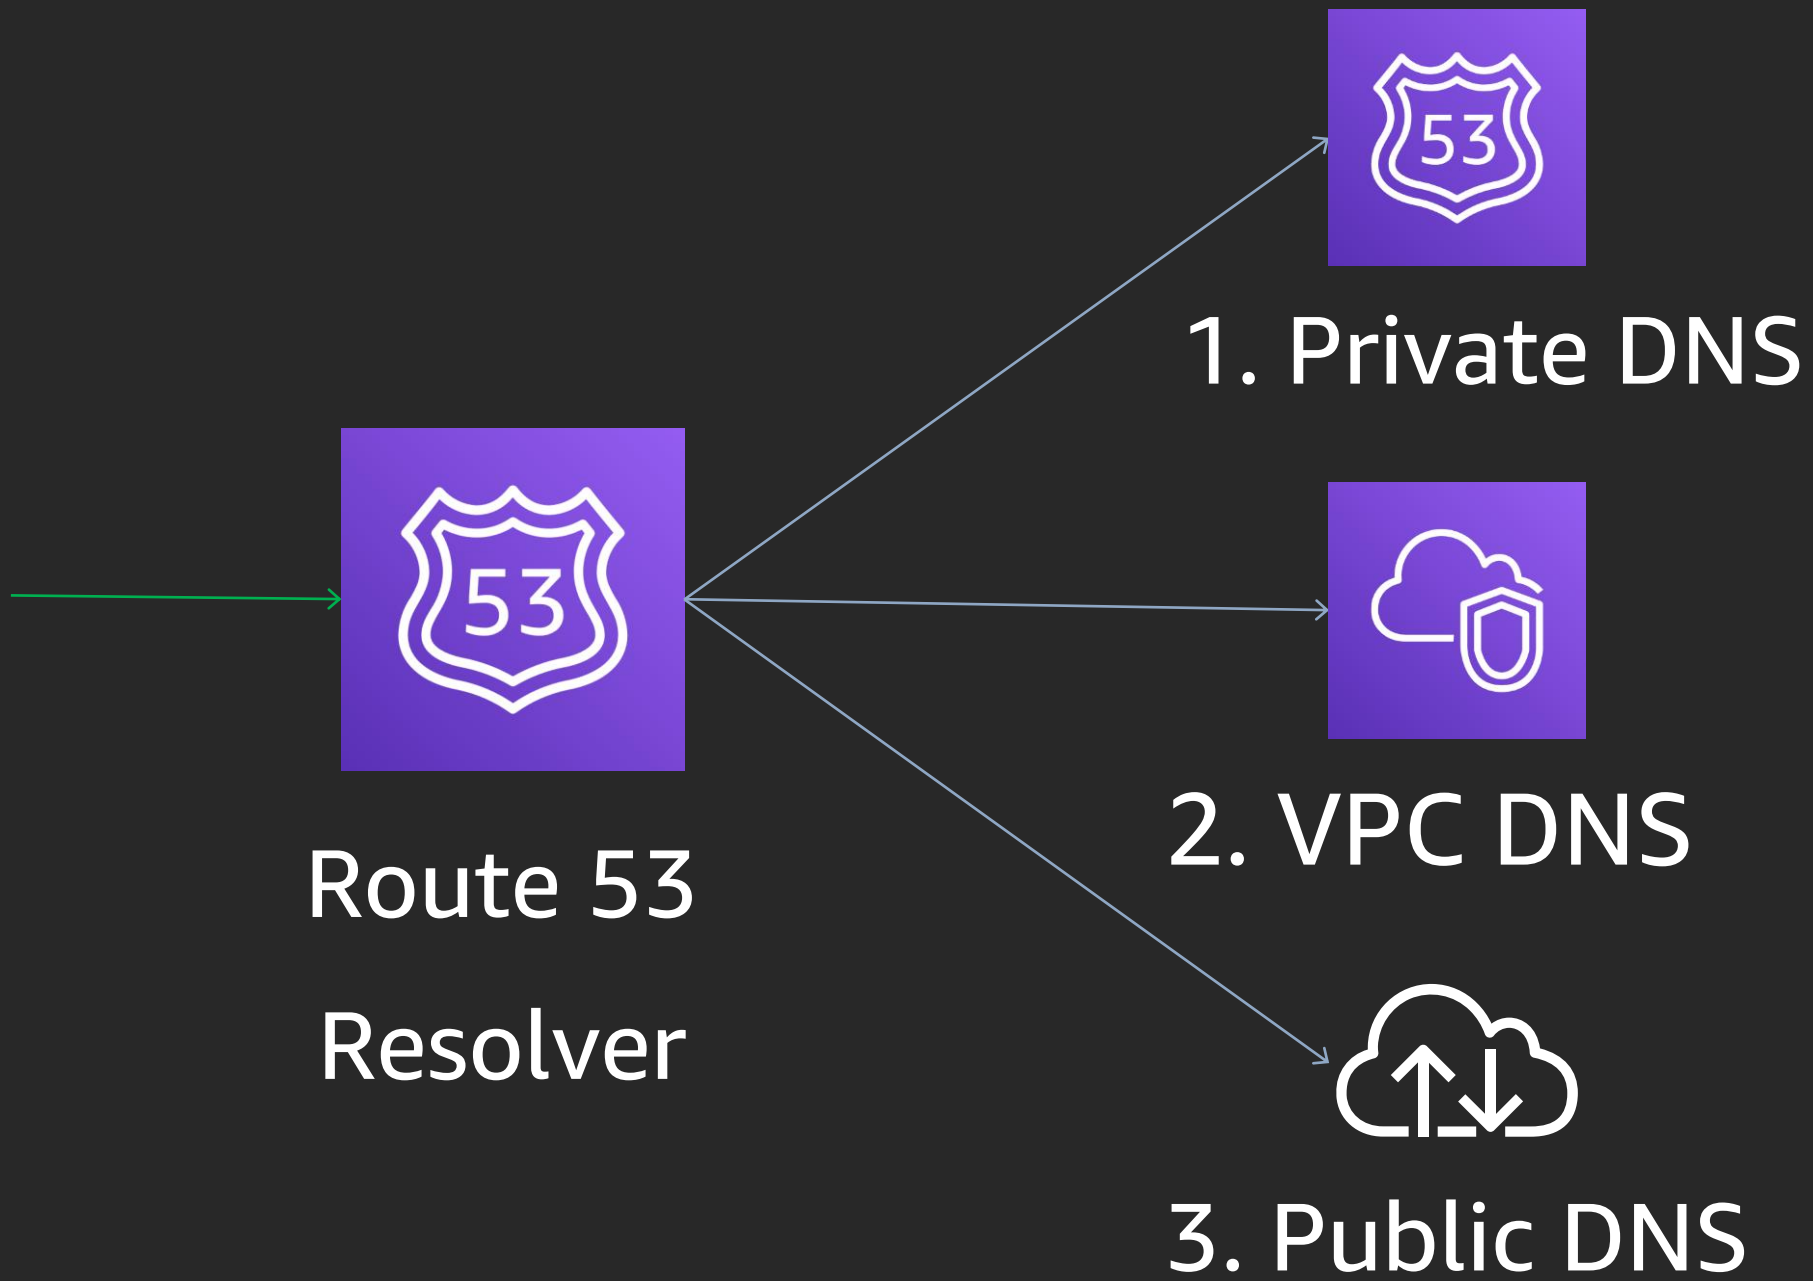 53
1. Private DNS
53
Route 53
Resolver
2. VPC DNS
3. Public DNS